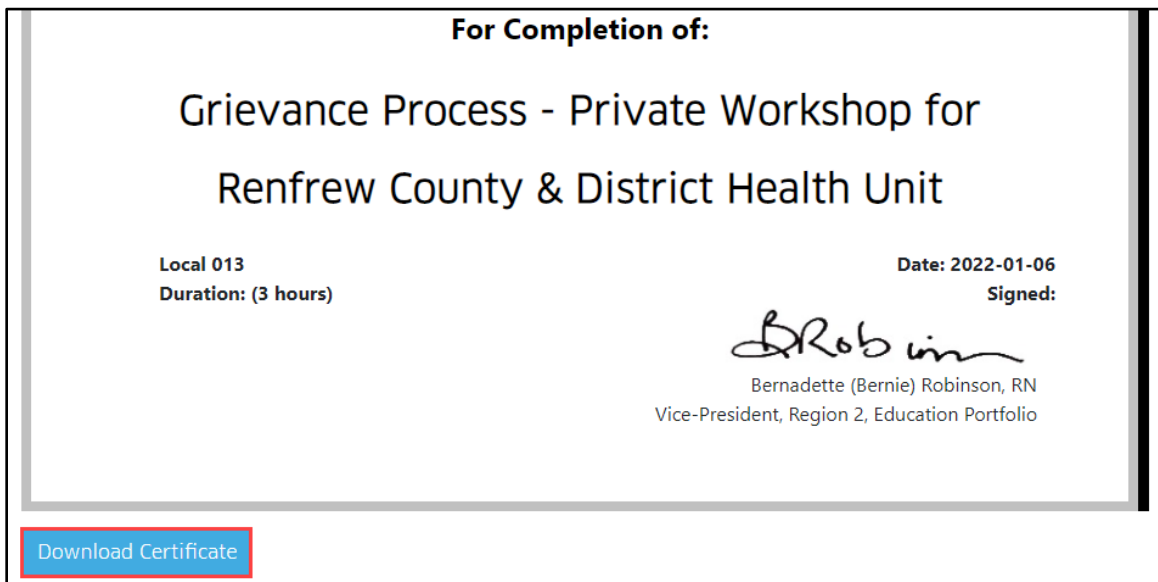 For Completion of:
Grievance Process - Private Workshop for
Renfrew County & District Health Unit
Local 013
Date: 2022-01-06
Duration: (3 hours)
Signed:
BRobin
Bernadette (Bernie) Robinson, RN
Vice-President, Region 2, Education Portfolio
Download Certificate